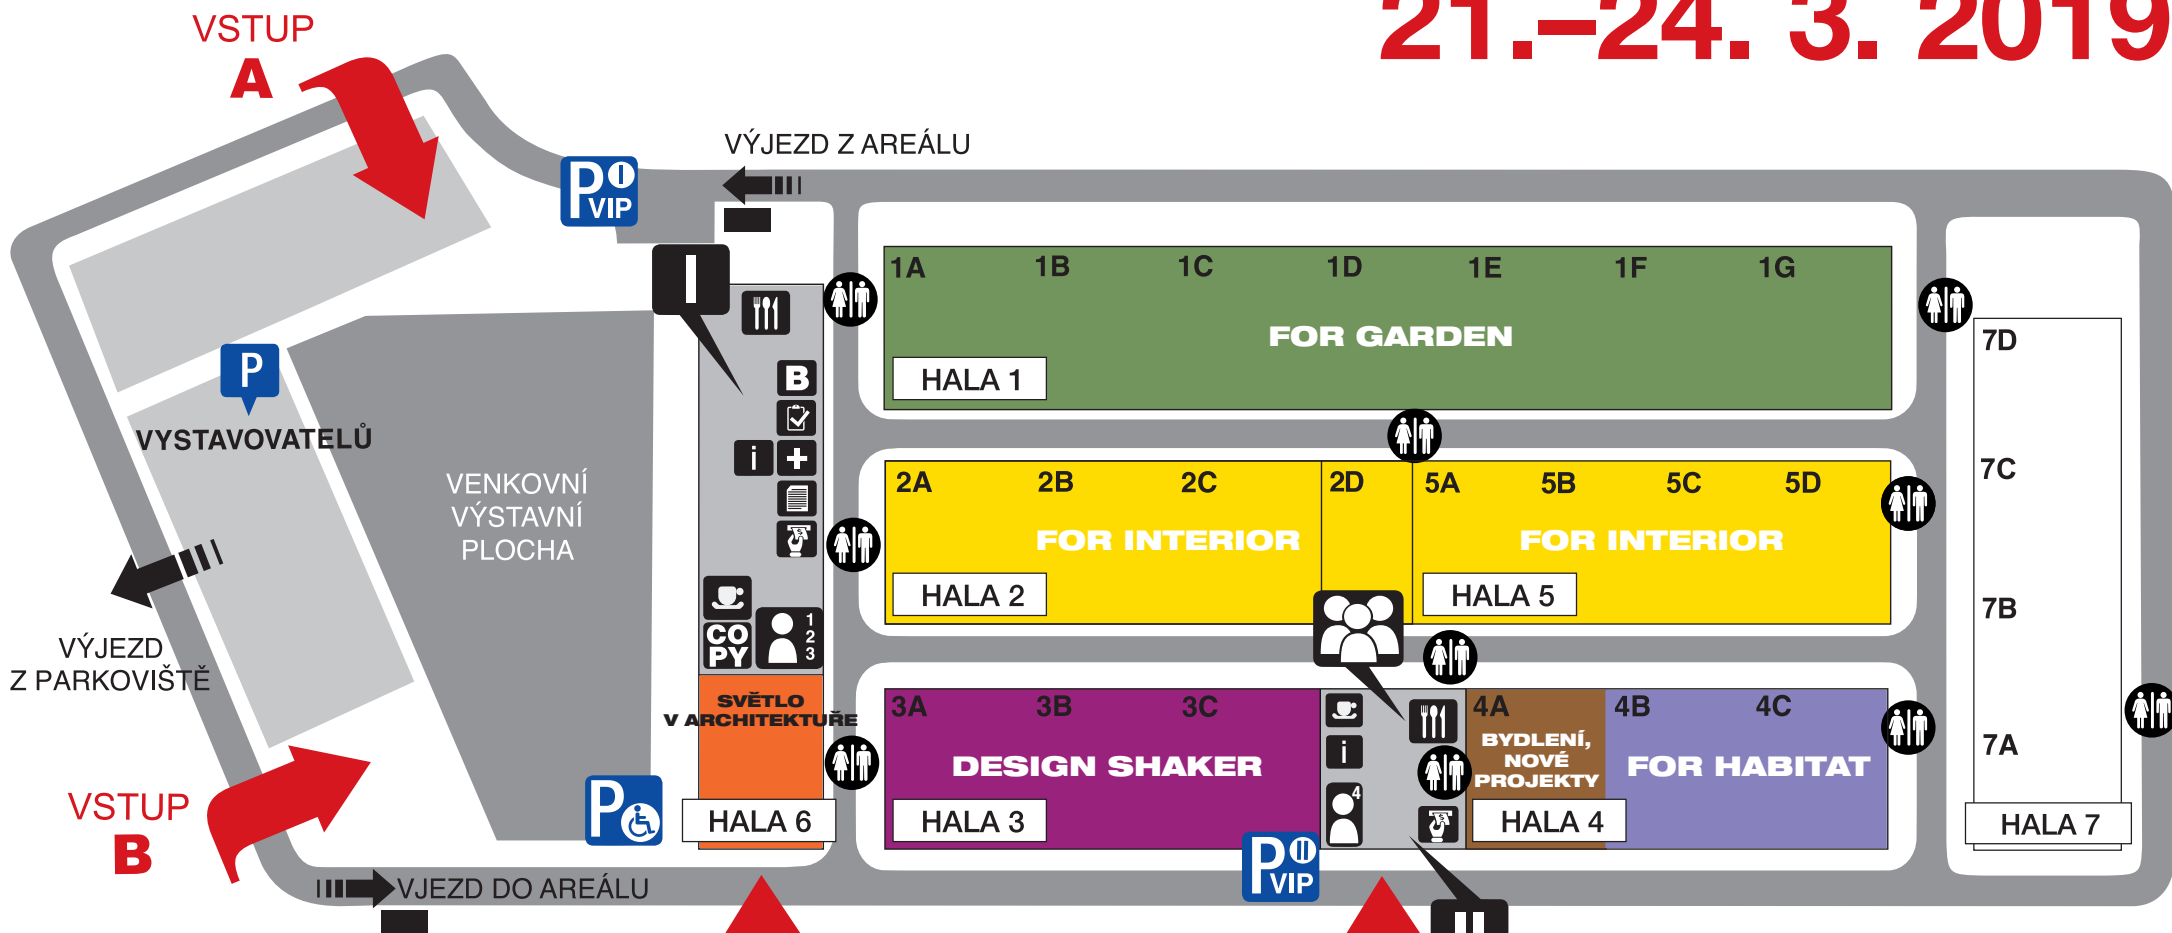 21.–24. 3. 2019
VSTUP
A
VÝJEZD Z AREÁLU
P I
VIP
I
1A 1B 1C 1D 1E 1F 1G
FOR GARDEN
HALA 1
7D
P
VYSTAVOVATELŮ
B
i
VENKOVNÍ
VÝSTAVNÍ
PLOCHA
2A 2B 2C 2D 5A 5B 5C 5D
7C
FOR INTERIOR
FOR INTERIOR
HALA 2
HALA 5
7B
CO
PY
1
2
3
VÝJEZD
Z PARKOVIŠTĚ
SVĚTLO
V ARCHITEKTUŘE
HALA 6
3A 3B 3C
DESIGN SHAKER
HALA 3
i
4
4A 4B 4C
BYDLENÍ,
NOVÉ
PROJEKTY
FOR HABITAT
HALA 4
7A
HALA 7
VSTUP
B
P
P II
VIP
VJEZD DO AREÁLU
II